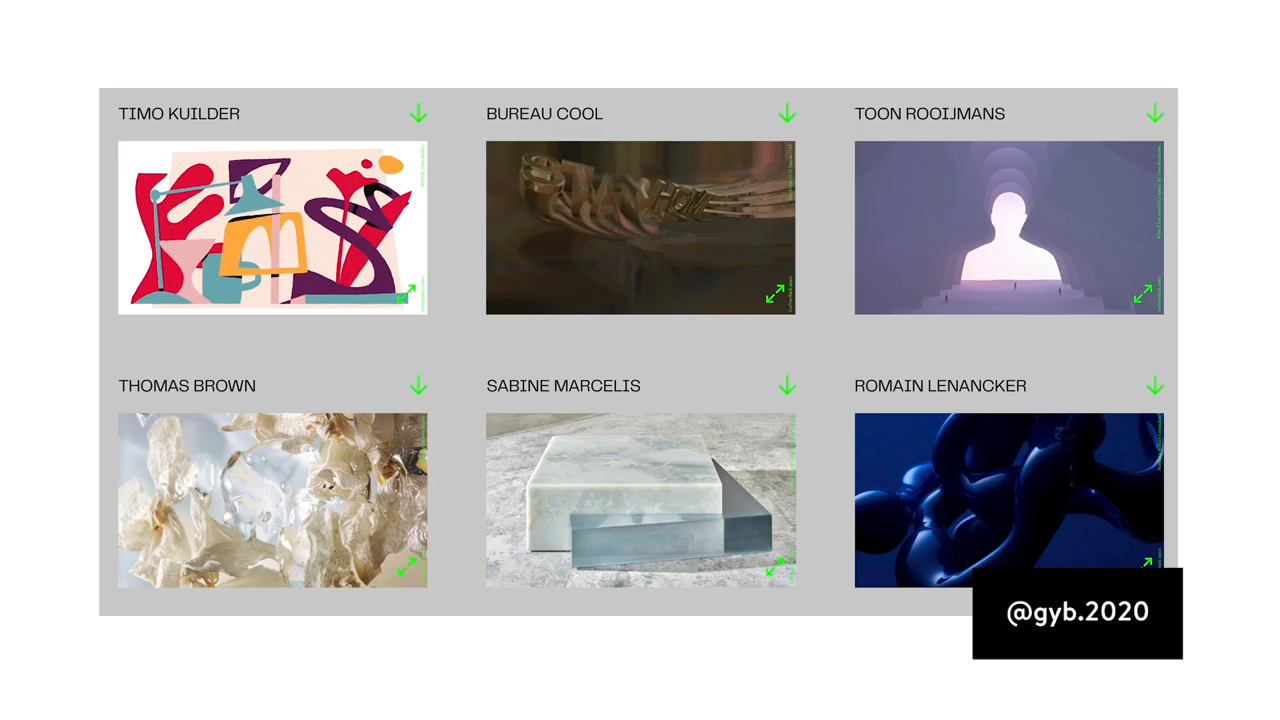 TIMO KUILDER
BUREAU COOL
TOON ROOIJMANS
THOMAS BROWN
SABINE MARCELIS
ROMAIN LENANCKER
@gyb.2020